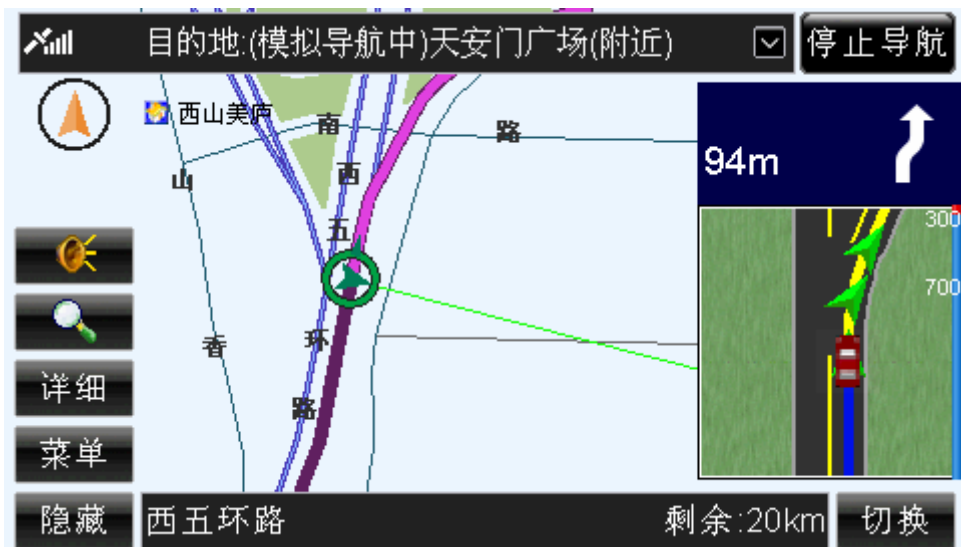 目的地:(模拟导航中)天安门广场(附近)
停止导航
西山美庐
南
路
山
西
五
环
路
香
94m
300
700
详细
菜单
隐藏
西五环路
剩余:20km
切换